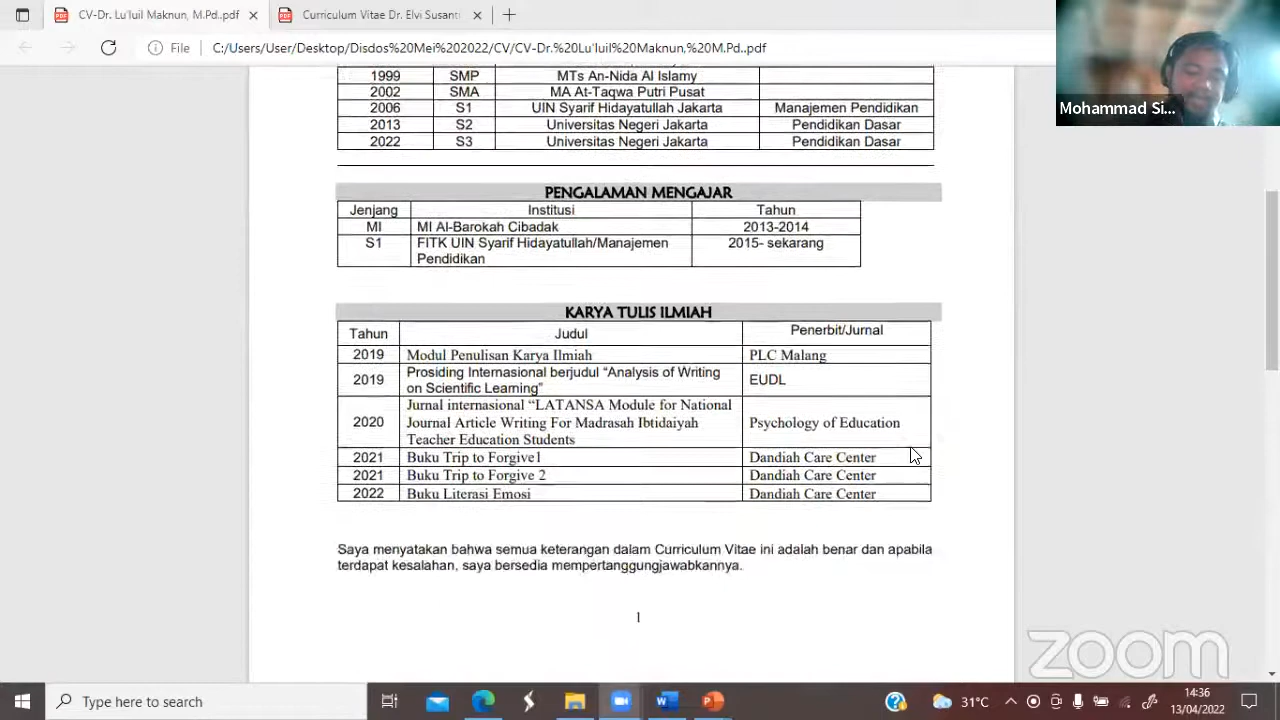 CV-Dr. Lu'luil Maknun, M.Pd..pdf
Curriculum Vitae Dr. Elvi Susanti
File
C:/Users/User/Desktop/Disdos%20Mei%202022/CV/CV-Dr.%20Lu'luil%20Maknun,%20M.Pd..pdf
Mohammad Si...
1999 SMP MTs An-Nida Al Islamy
2002 SMA MA At-Taqwa Putri Pusat
2006 S1 UIN Syarif Hidayatullah Jakarta Manajemen Pendidikan
2013 S2 Universitas Negeri Jakarta Pendidikan Dasar
2022 S3 Universitas Negeri Jakarta Pendidikan Dasar
PENGALAMAN MENGAJAR
Jenjang Institusi Tahun
MI MI Al-Barokah Cibadak 2013-2014
S1 FITK UIN Syarif Hidayatullah/Manajemen 2015- sekarang
Pendidikan
KARYA TULIS ILMIAH
Tahun Judul Penerbit/Jurnal
2019 Modul Penulisan Karya Ilmiah PLC Malang
Prosiding Internasional berjudul “Analysis of Writing
2019 on Scientific Learning” EUDL
Jurnal internasional “LATANSA Module for National
2020 Journal Article Writing For Madrasah Ibtidaiyah Psychology of Education
Teacher Education Students
2021 Buku Trip to Forgive1 Dandiah Care Center
2021 Buku Trip to Forgive 2 Dandiah Care Center
2022 Buku Literasi Emosi Dandiah Care Center
Saya menyatakan bahwa semua keterangan dalam Curriculum Vitae ini adalah benar dan apabila
terdapat kesalahan, saya bersedia mempertanggungjawabkannya.
1
zoom
Type here to search
31°C
14:36
13/04/2022